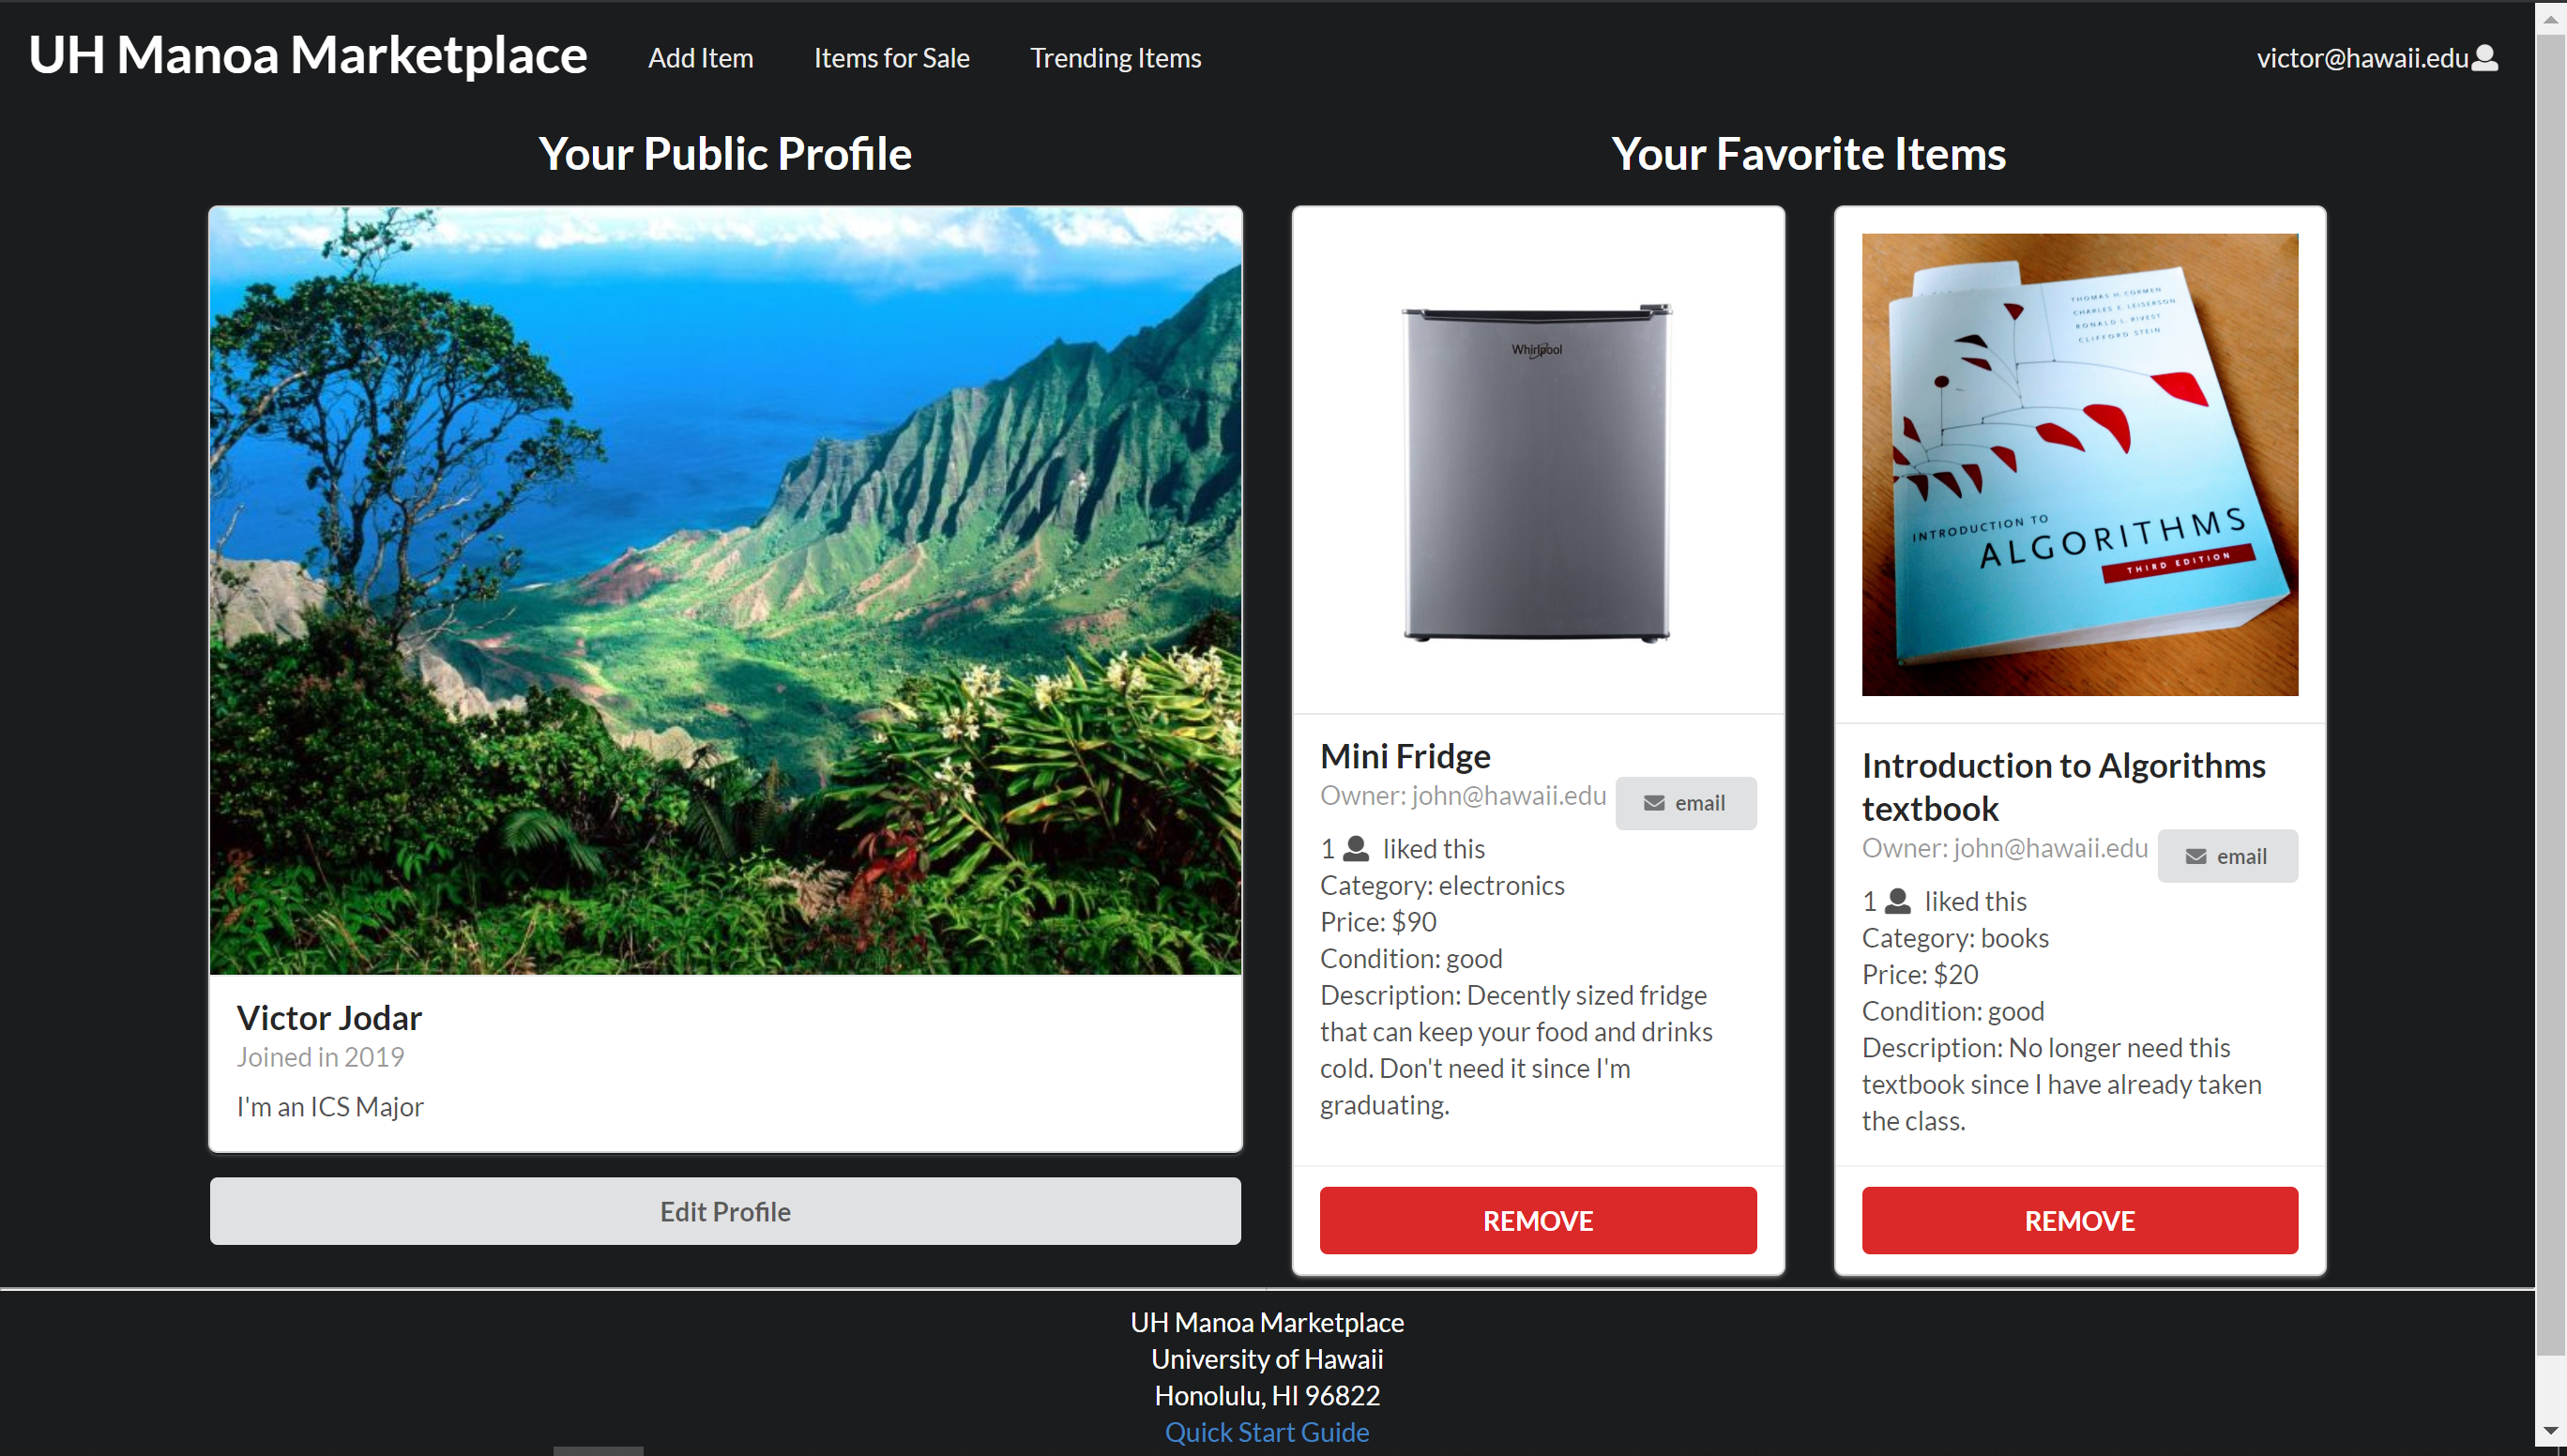 UH Manoa Marketplace
Add Item
Items for Sale
Trending Items
victor@hawaii.edu
Your Public Profile
Victor Jodar
Joined in 2019
I'm an ICS Major
Edit Profile
Your Favorite Items
Whirlpool
Mini Fridge
Owner: john@hawaii.edu
email
1 liked this
Category: electronics
Price: $90
Condition: good
Description: Decently sized fridge
that can keep your food and drinks
cold. Don't need it since I'm
graduating.
REMOVE
THOMAS H. CORMEN
CHARLES E. LEISERSON
RONALD L. RIVEST
CLIFFORD STEIN
INTRODUCTION TO
ALGORITHMS
THIRD EDITION
Introduction to Algorithms
textbook
Owner: john@hawaii.edu
email
1 liked this
Category: books
Price: $20
Condition: good
Description: No longer need this
textbook since I have already taken
the class.
REMOVE
UH Manoa Marketplace
University of Hawaii
Honolulu, HI 96822
Quick Start Guide